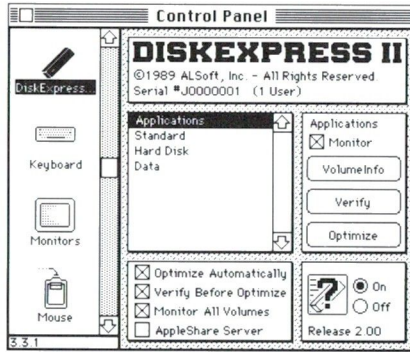 Control Panel
DiskExpress...
Keyboard
Monitors
Mouse
3.3.1
DISKEXPRESS II
©1989 ALSoft, Inc. - All Rights Reserved.
Serial #J0000001 (1 User)
Applications
Standard
Hard Disk
Data
Applications
Monitor
VolumeInfo
Verify
Optimize
Optimize Automatically
Verify Before Optimize
Monitor All Volumes
AppleShare Server
?
On
Off
Release 2.00